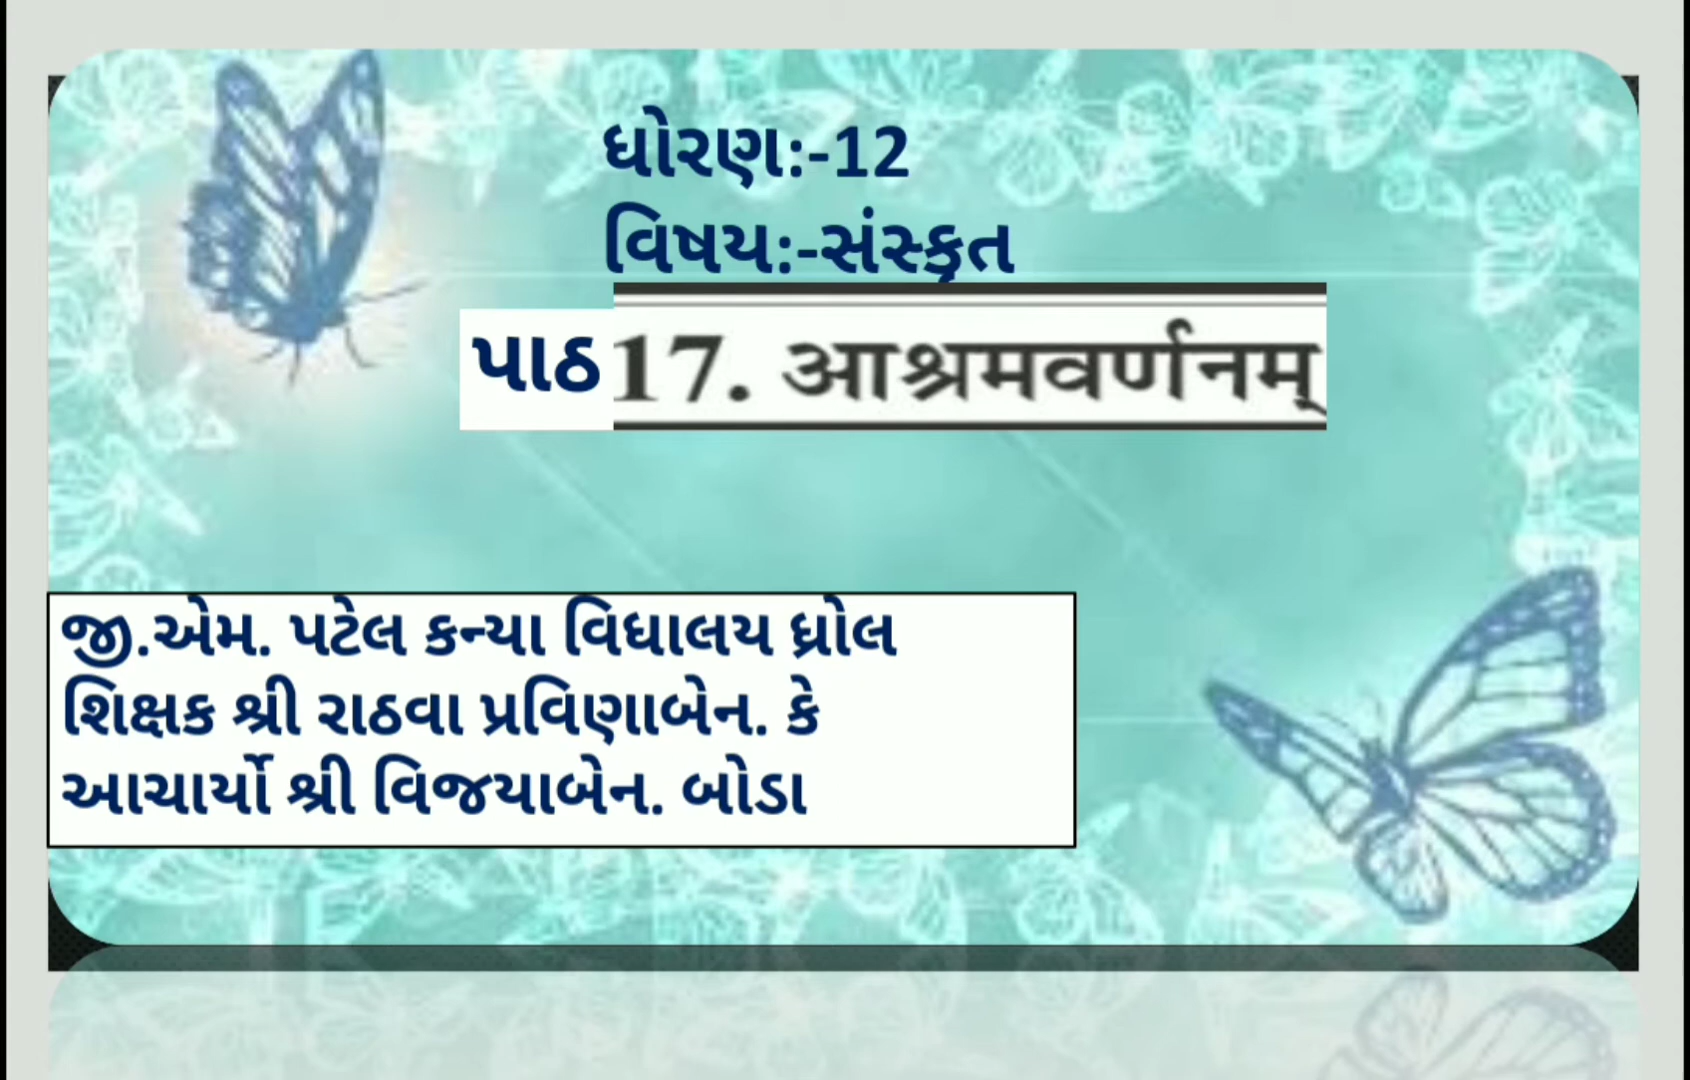 ધોરણ:-12
વિષય:-સંસ્કૃત
પાઠ 17. आश्रमवर्णनम्
જી.એમ. પટેલ કન્યા વિધાલય ધ્રોલ
શિક્ષક શ્રી રાઠવા પ્રવિણાબેન. કે
આચાર્યો શ્રી વિજયાબેન. બોડા